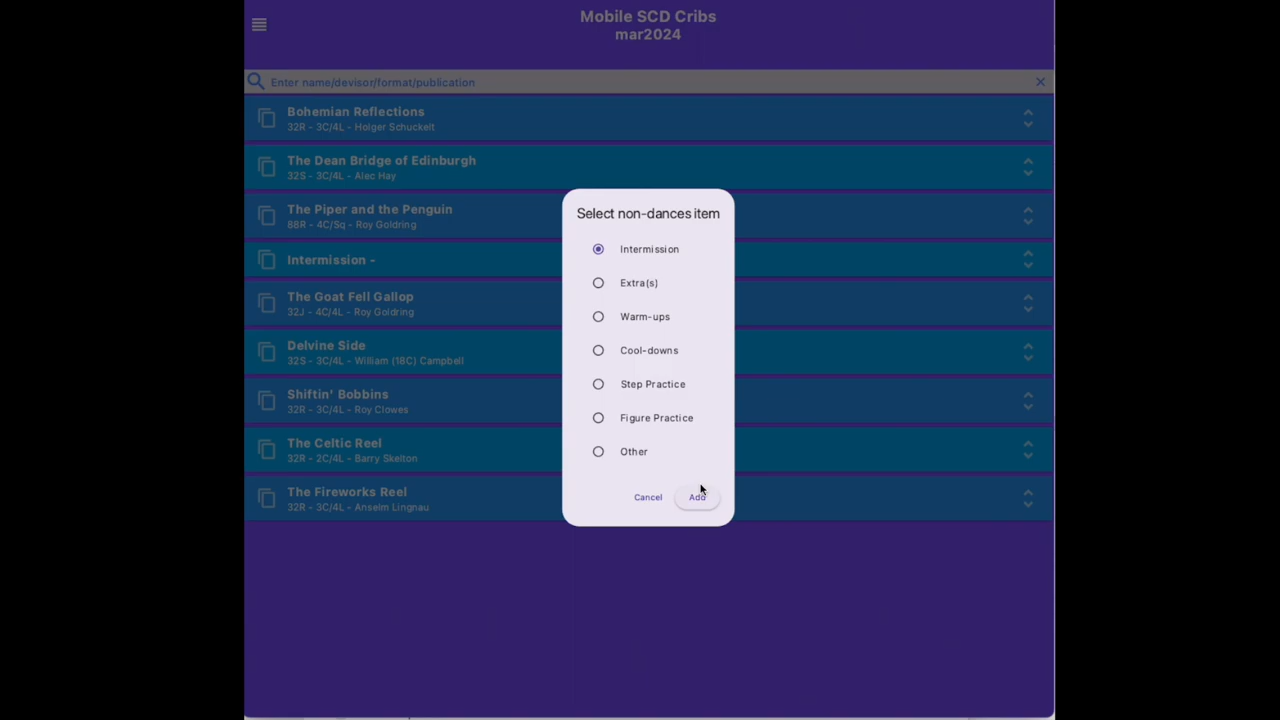 Mobile SCD Cribs
mar2024
Enter name/devisor/format/publication
Bohemian Reflections
32R - 3C/4L - Holger Schuckelt
The Dean Bridge of Edinburgh
32S - 3C/4L - Alec Hay
The Piper and the Penguin
88R - 4C/Sq - Roy Goldring
Intermission -
The Goat Fell Gallop
32J - 4C/4L - Roy Goldring
Delvine Side
32S - 3C/4L - William (18C) Campbell
Shiftin' Bobbins
32R - 3C/4L - Roy Clowes
The Celtic Reel
32R - 2C/4L - Barry Skelton
The Fireworks Reel
32R - 3C/4L - Anselm Lingnau
Select non-dances item
Intermission
Extra(s)
Warm-ups
Cool-downs
Step Practice
Figure Practice
Other
Cancel Add